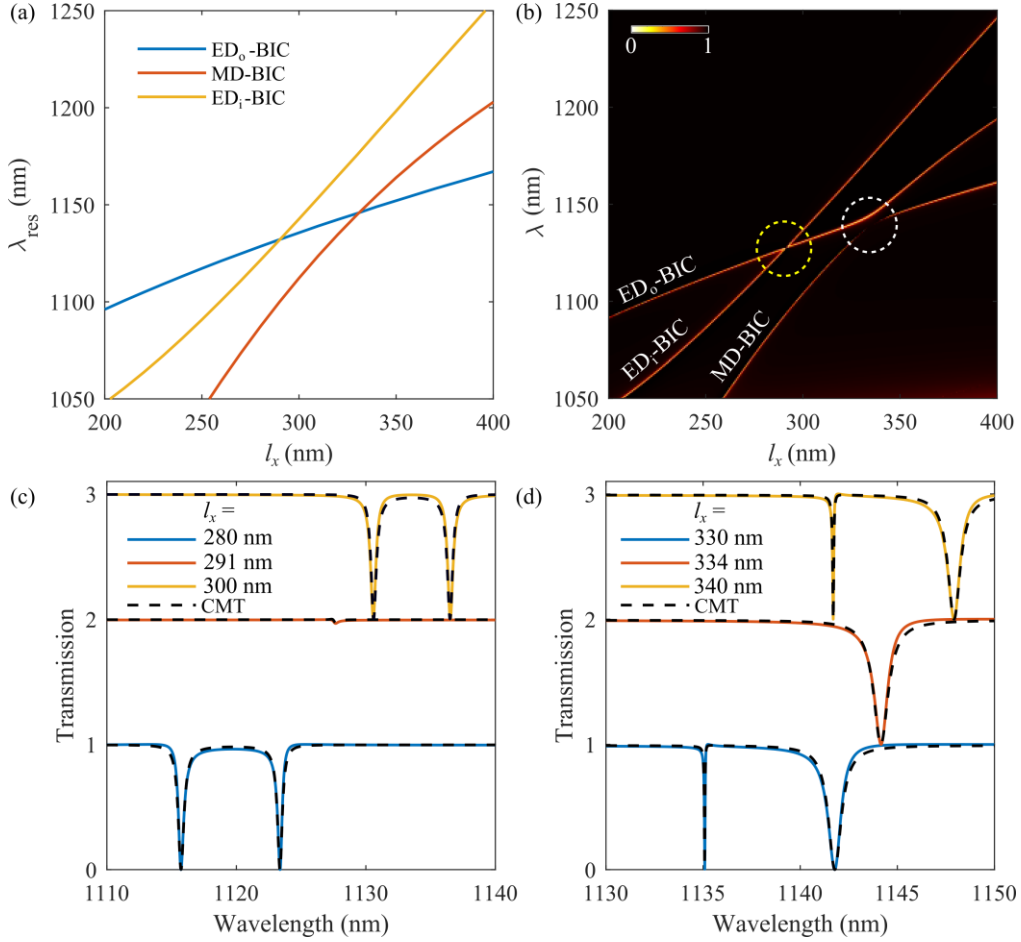 (a)
1250
1200
1150
1100
1050
λres (nm)
ED₀-BIC
MD-BIC
EDᵢ-BIC
200 250 300 350 400
lₓ (nm)
(b)
1250
1200
1150
1100
1050
λ (nm)
0 1
ED₀-BIC
EDᵢ-BIC
MD-BIC
200 250 300 350 400
lₓ (nm)
(c)
3
2
1
0
Transmission
lₓ =
280 nm
291 nm
300 nm
CMT
1110 1120 1130 1140
Wavelength (nm)
(d)
3
2
1
0
Transmission
lₓ =
330 nm
334 nm
340 nm
CMT
1130 1135 1140 1145 1150
Wavelength (nm)